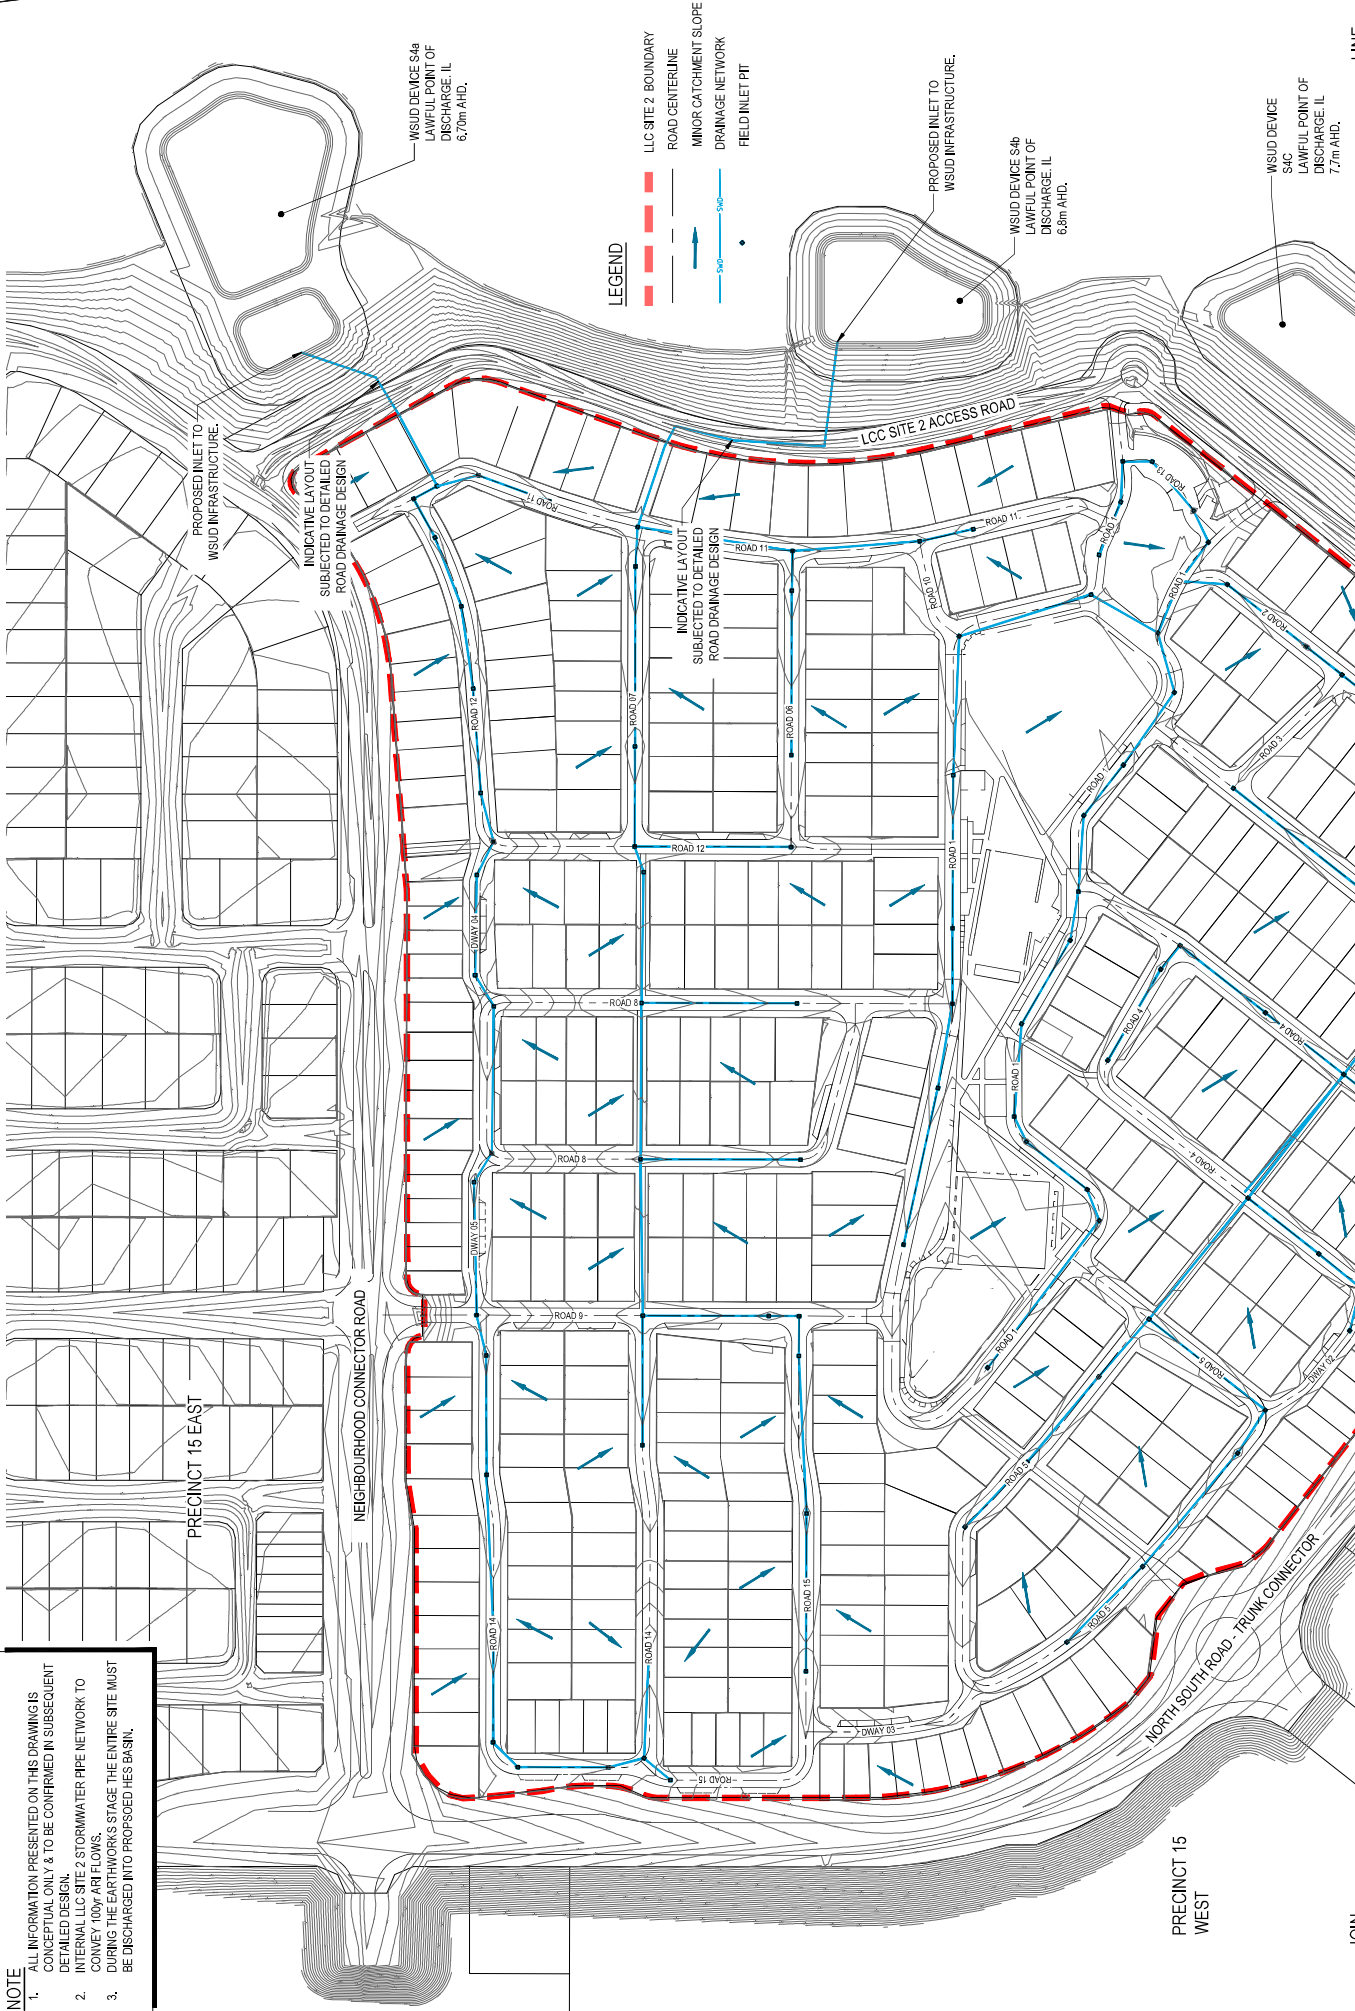 NOTE
1. ALL INFORMATION PRESENTED ON THIS DRAWING IS
CONCEPTUAL ONLY & TO BE CONFIRMED IN SUBSEQUENT
DETAILED DESIGN.
2. INTERNAL LLC SITE 2 STORMWATER PIPE NETWORK TO
CONVEY 100yr ARI FLOWS.
3. DURING THE EARTHWORKS STAGE THE ENTIRE SITE MUST
BE DISCHARGED INTO PROPSOED HES BASIN.
PRECINCT 15 EAST
NEIGHBOURHOOD CONNECTOR ROAD
PROPOSED INLET TO
WSUD INFRASTRUCTURE.
INDICATIVE LAYOUT
SUBJECTED TO DETAILED
ROAD DRAINAGE DESIGN
WSUD DEVICE S4a
LAWFUL POINT OF
DISCHARGE. IL
6.70m AHD.
LEGEND
LLC SITE 2 BOUNDARY
ROAD CENTERLINE
MINOR CATCHMENT SLOPE
SWD
SWD
DRAINAGE NETWORK
FIELD INLET PIT
ROAD 14
DWAY 05
DWAY 04
ROAD 12
ROAD 11
ROAD 14
ROAD 9
ROAD 8
ROAD 8
ROAD 12
ROAD 07
ROAD 11
INDICATIVE LAYOUT
SUBJECTED TO DETAILED
ROAD DRAINAGE DESIGN
ROAD 15
ROAD 15
ROAD 06
ROAD 11
ROAD 10
DWAY 03
LCC SITE 2 ACCESS ROAD
PROPOSED INLET TO
WSUD INFRASTRUCTURE.
WSUD DEVICE S4b
LAWFUL POINT OF
DISCHARGE. IL
6.8m AHD.
ROAD 1
ROAD 1
ROAD 1
ROAD 1
ROAD 1
ROAD 1
ROAD 13
ROAD 2
ROAD 3
ROAD 4
ROAD 4
ROAD 4
ROAD 5
ROAD 5
ROAD 5
DWAY 02
NORTH SOUTH ROAD - TRUNK CONNECTOR
PRECINCT 15
WEST
WSUD DEVICE
S4C
LAWFUL POINT OF
DISCHARGE. IL
7.7m AHD.
JOIN
LINE